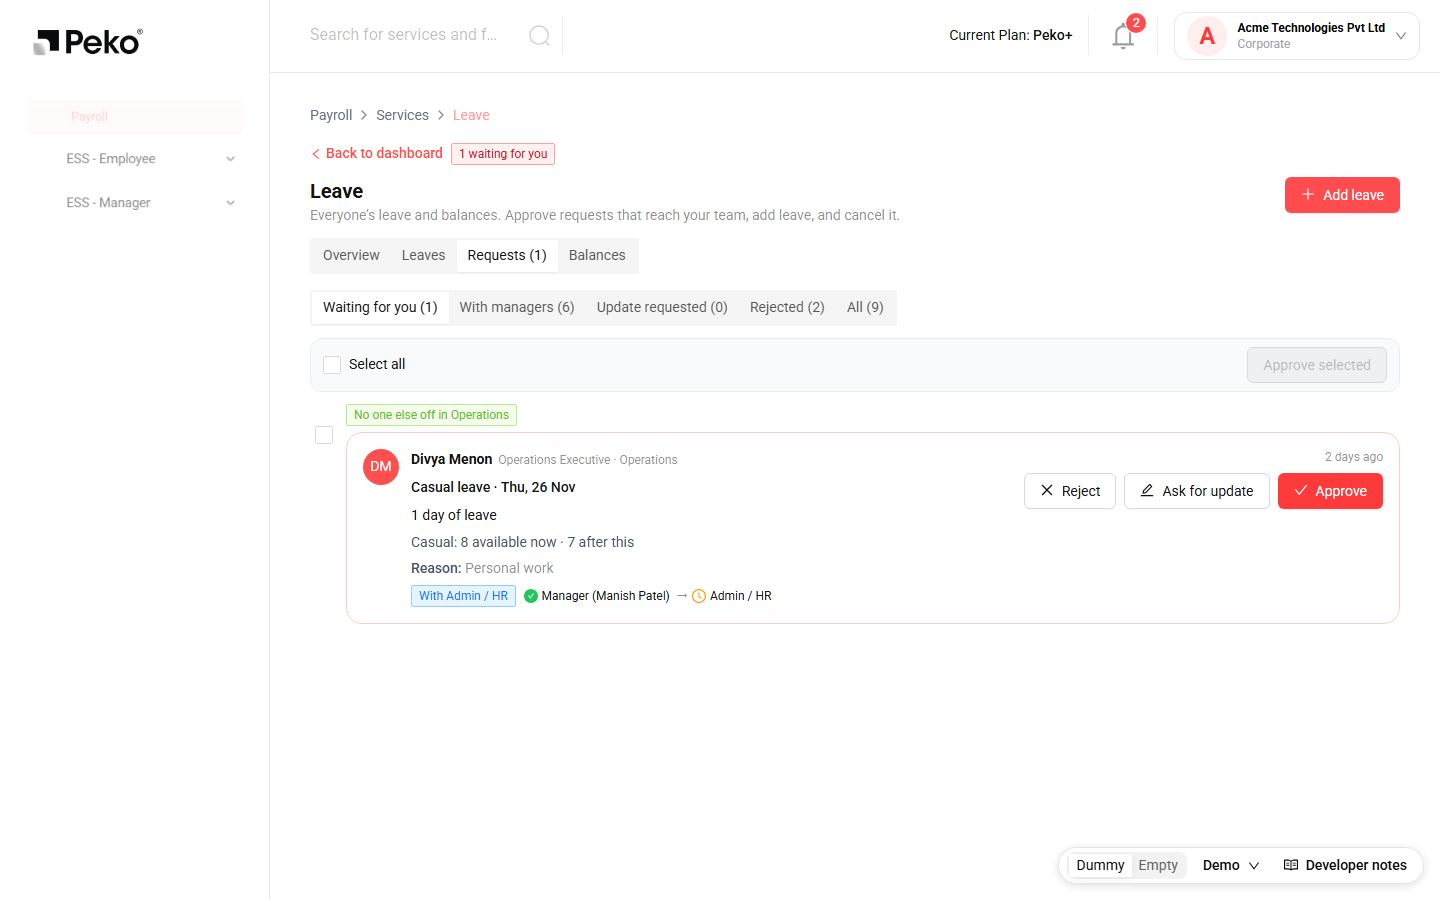 Peko®
Search for services and f...
Current Plan: Peko+
2
A
Acme Technologies Pvt Ltd
Corporate
Payroll
ESS - Employee
ESS - Manager
Payroll > Services > Leave
Back to dashboard
1 waiting for you
Leave
Everyone's leave and balances. Approve requests that reach your team, add leave, and cancel it.
+ Add leave
Overview Leaves Requests (1) Balances
Waiting for you (1) With managers (6) Update requested (0) Rejected (2) All (9)
Select all
Approve selected
No one else off in Operations
DM
Divya Menon Operations Executive · Operations
2 days ago
Casual leave · Thu, 26 Nov
Reject
Ask for update
Approve
1 day of leave
Casual: 8 available now · 7 after this
Reason: Personal work
With Admin / HR Manager (Manish Patel) → Admin / HR
Dummy Empty Demo Developer notes